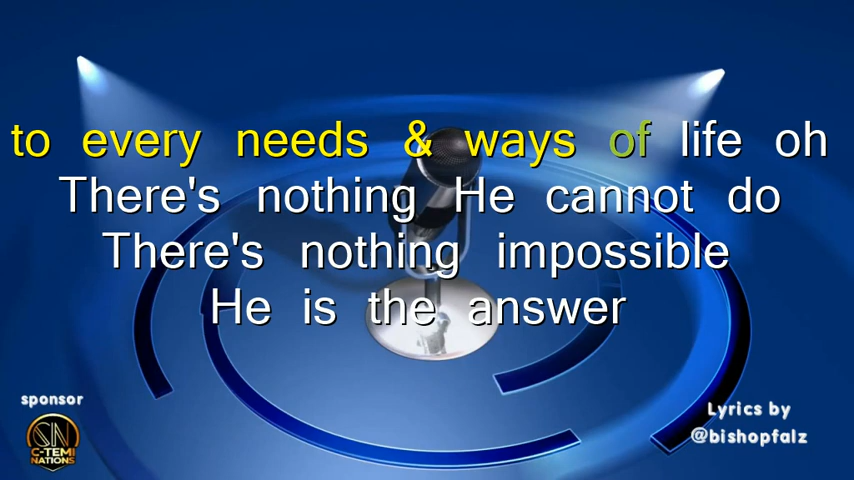 to every needs & ways of life oh
There's nothing He cannot do
There's nothing impossible
He is the answer
sponsor
SN
C-TEMI
NATIONS
Lyrics by
@bishopfalz